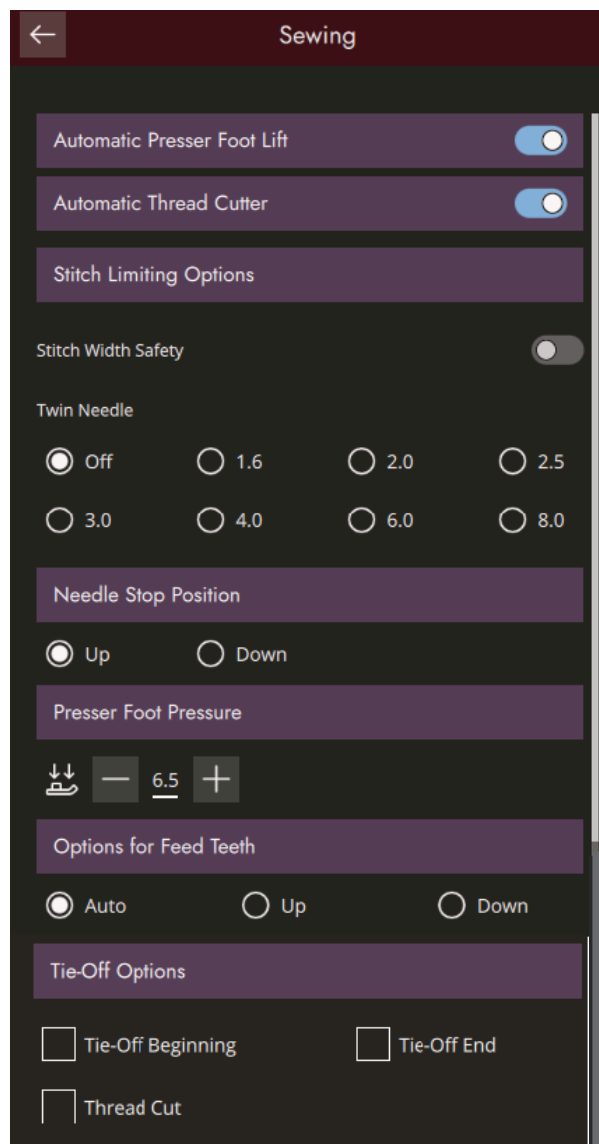 Sewing
Automatic Presser Foot Lift
Automatic Thread Cutter
Stitch Limiting Options
Stitch Width Safety
Twin Needle
Off 1.6 2.0 2.5
3.0 4.0 6.0 8.0
Needle Stop Position
Up Down
Presser Foot Pressure
6.5
Options for Feed Teeth
Auto Up Down
Tie-Off Options
Tie-Off Beginning Tie-Off End
Thread Cut